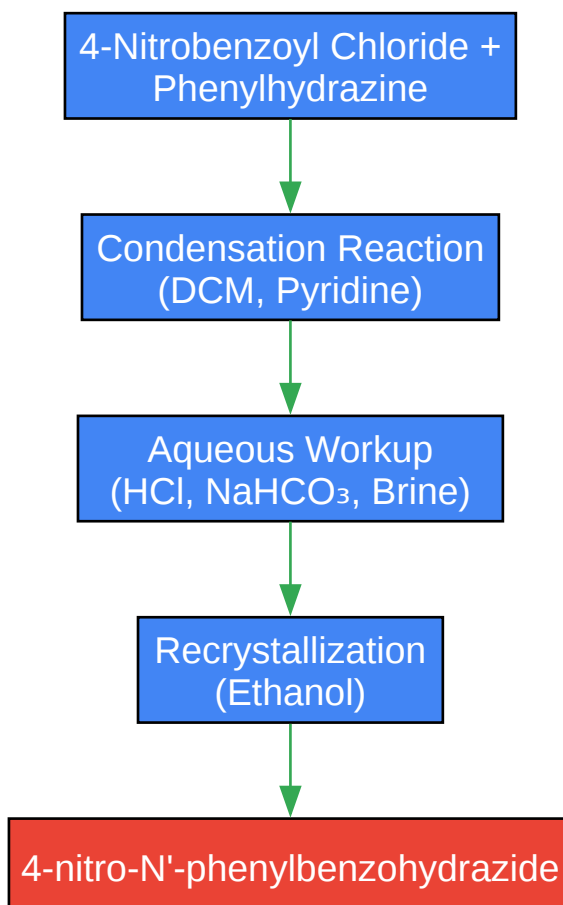 4-Nitrobenzoyl Chloride +
Phenylhydrazine
Condensation Reaction
(DCM, Pyridine)
Aqueous Workup
(HCl, NaHCO₃, Brine)
Recrystallization
(Ethanol)
4-nitro-N'-phenylbenzohydrazide